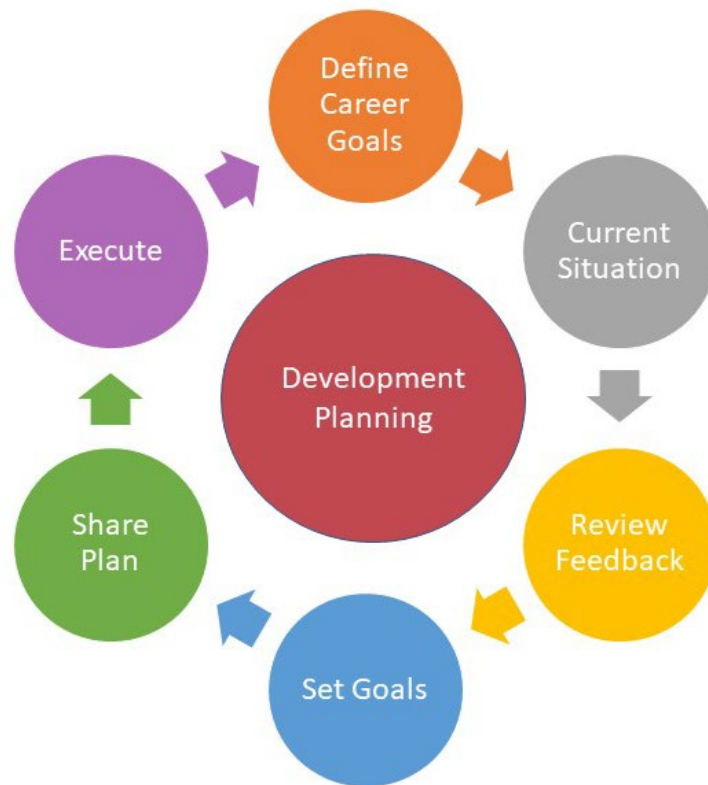 Define
Career
Goals
Current
Situation
Review
Feedback
Set Goals
Share
Plan
Execute
Development
Planning